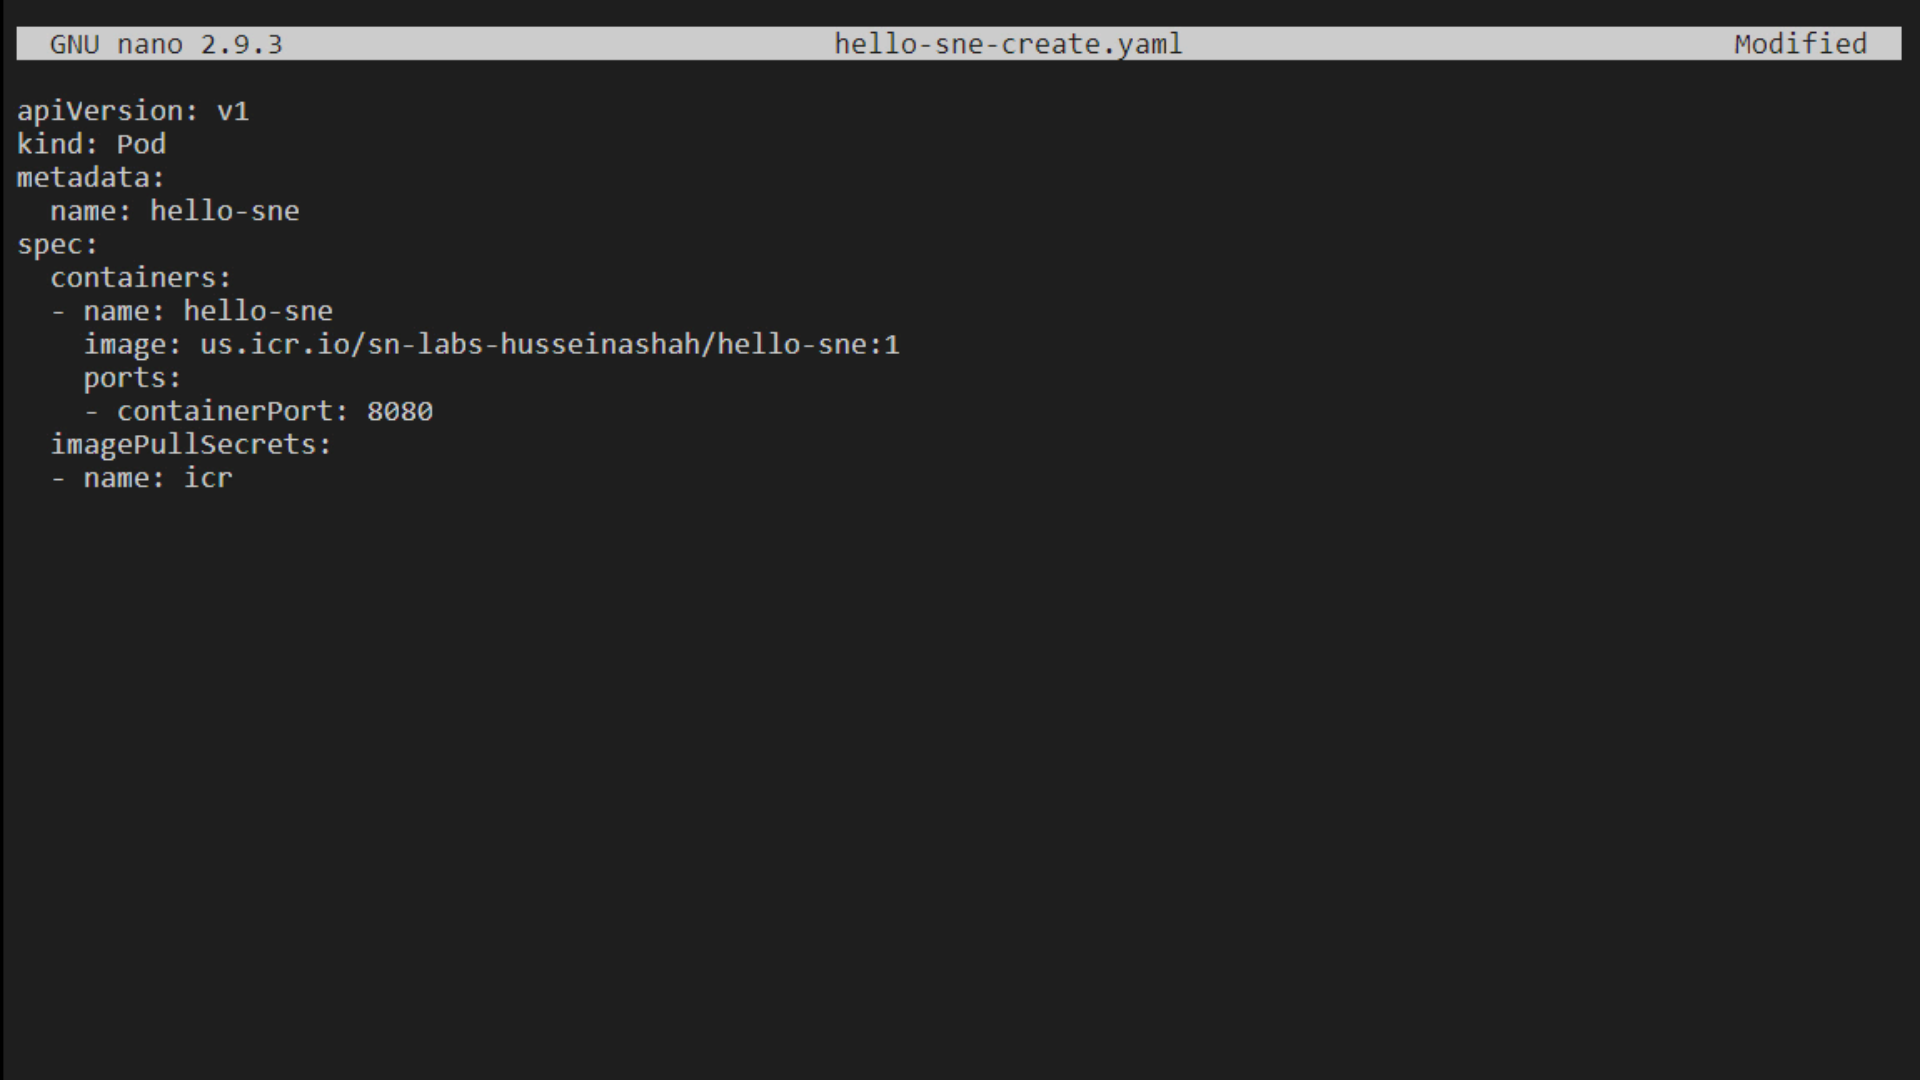 GNU nano 2.9.3 hello-sne-create.yaml Modified
apiVersion: v1
kind: Pod
metadata:
  name: hello-sne
spec:
  containers:
  - name: hello-sne
    image: us.icr.io/sn-labs-husseinashah/hello-sne:1
    ports:
    - containerPort: 8080
  imagePullSecrets:
  - name: icr